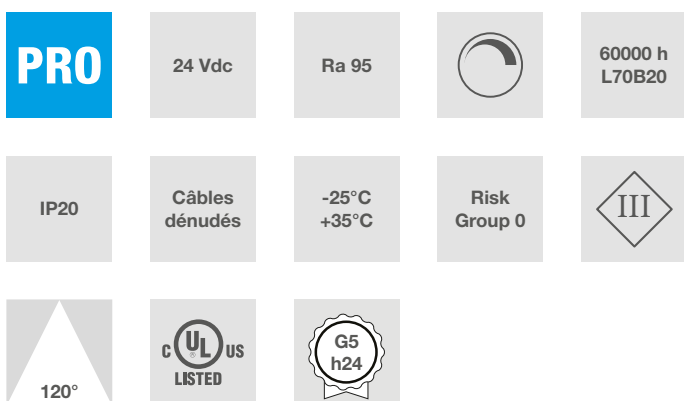 PRO
24 Vdc
Ra 95
60000 h
L70B20
IP20
Câbles
dénudés
-25°C
+35°C
Risk
Group 0
III
120°
C UL US
®
LISTED
G5
h24